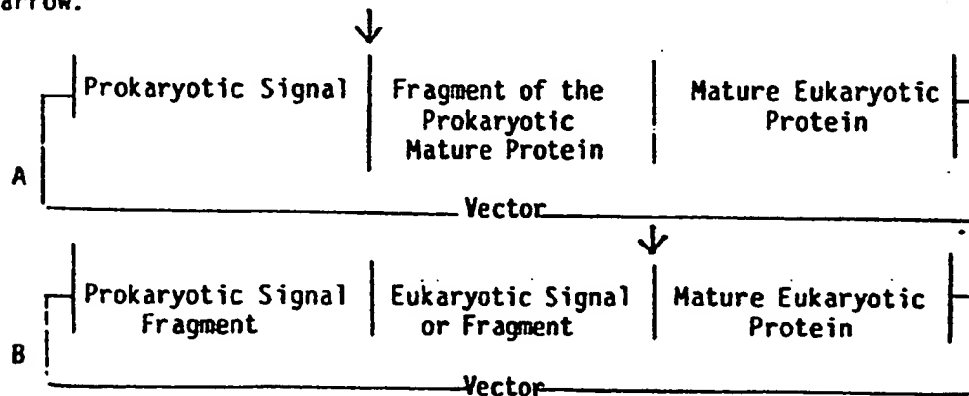 arrow.
Prokaryotic Signal Fragment of the Mature Eukaryotic
Prokaryotic Protein
Mature Protein
A
Vector
Prokaryotic Signal Eukaryotic Signal Mature Eukaryotic
Fragment or Fragment Protein
B
Vector